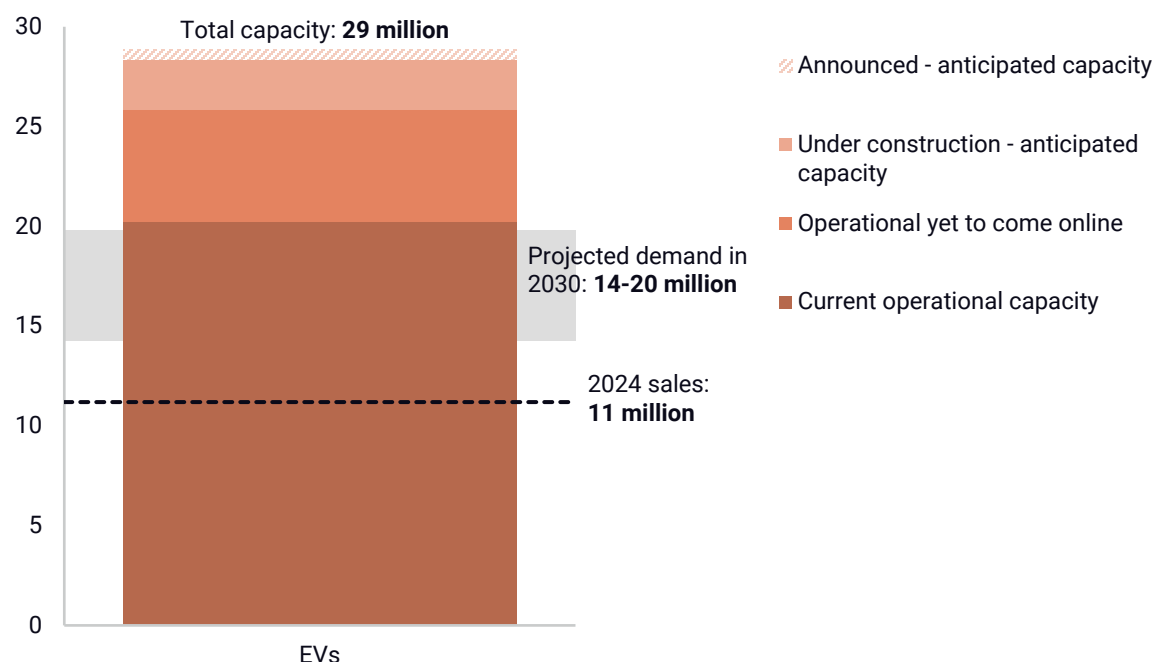 30
25
20
15
10
5
0
Total capacity: 29 million
Projected demand in
2030: 14-20 million
2024 sales:
11 million
EVs
Announced - anticipated capacity
Under construction - anticipated
capacity
Operational yet to come online
Current operational capacity